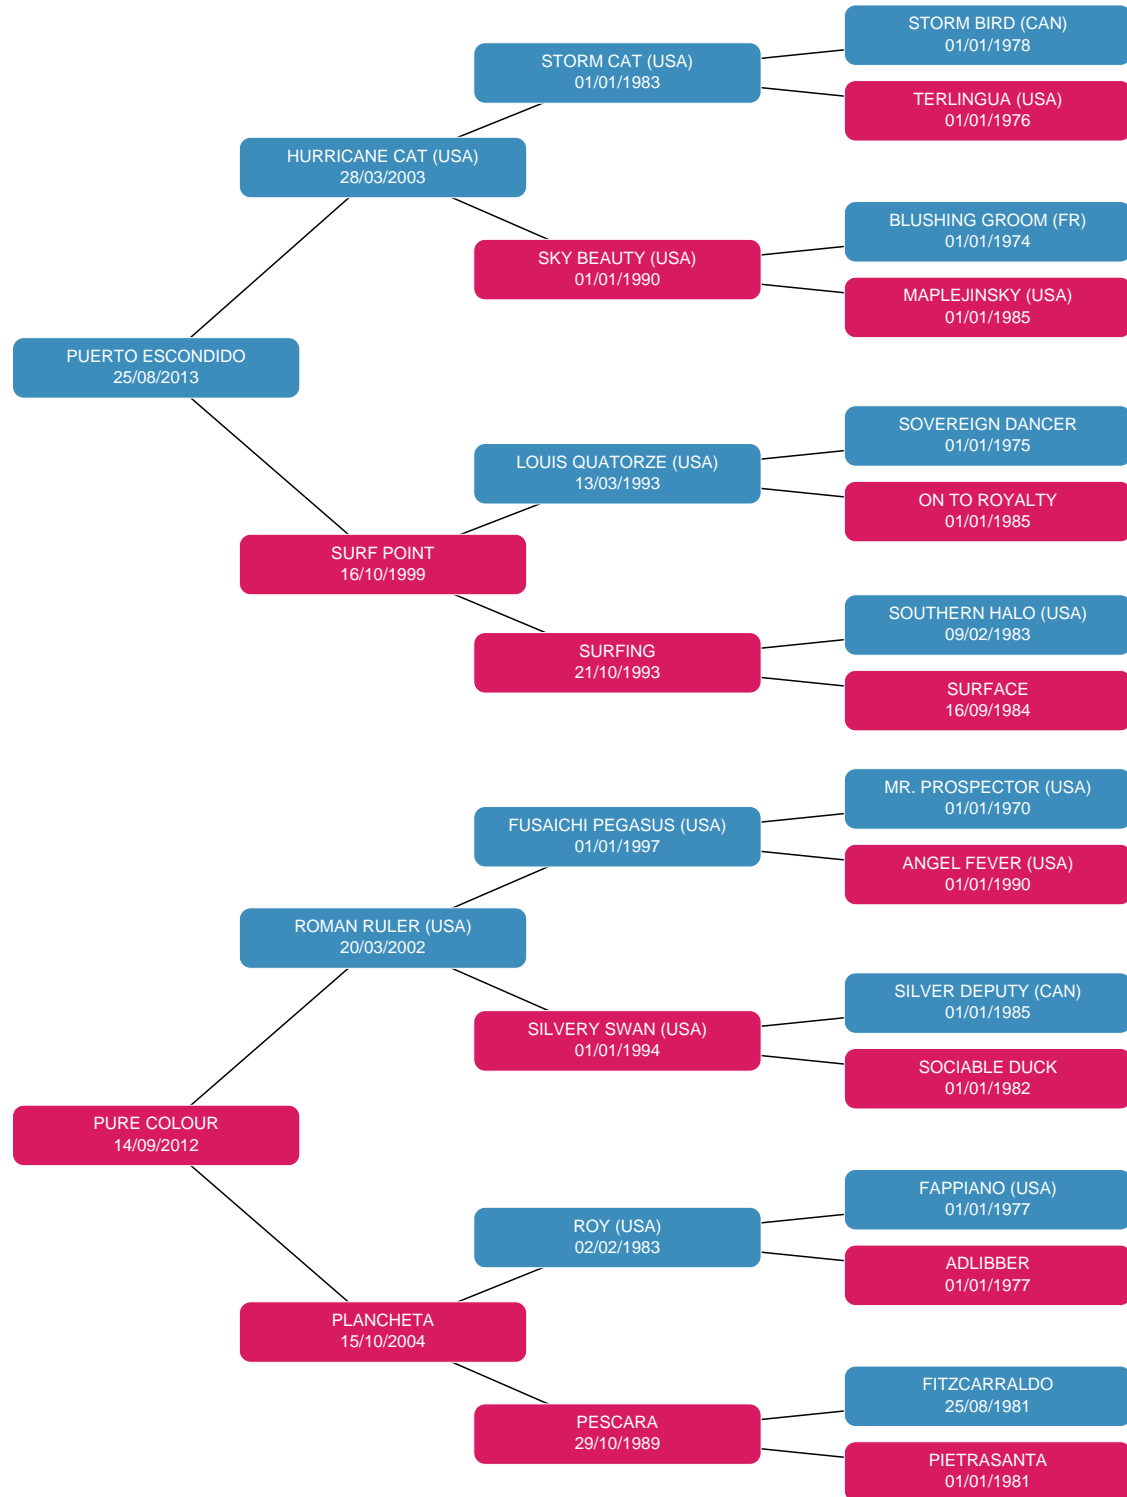 STORM BIRD (CAN)
01/01/1978
STORM CAT (USA)
01/01/1983
TERLINGUA (USA)
01/01/1976
HURRICANE CAT (USA)
28/03/2003
BLUSHING GROOM (FR)
01/01/1974
SKY BEAUTY (USA)
01/01/1990
MAPLEJINSKY (USA)
01/01/1985
PUERTO ESCONDIDO
25/08/2013
SOVEREIGN DANCER
01/01/1975
LOUIS QUATORZE (USA)
13/03/1993
ON TO ROYALTY
01/01/1985
SURF POINT
16/10/1999
SOUTHERN HALO (USA)
09/02/1983
SURFING
21/10/1993
SURFACE
16/09/1984
MR. PROSPECTOR (USA)
01/01/1970
FUSAICHI PEGASUS (USA)
01/01/1997
ANGEL FEVER (USA)
01/01/1990
ROMAN RULER (USA)
20/03/2002
SILVER DEPUTY (CAN)
01/01/1985
SILVERY SWAN (USA)
01/01/1994
SOCIABLE DUCK
01/01/1982
PURE COLOUR
14/09/2012
FAPPIANO (USA)
01/01/1977
ROY (USA)
02/02/1983
ADLIBBER
01/01/1977
PLANCHETA
15/10/2004
FITZCARRALDO
25/08/1981
PESCARA
29/10/1989
PIETRASANTA
01/01/1981